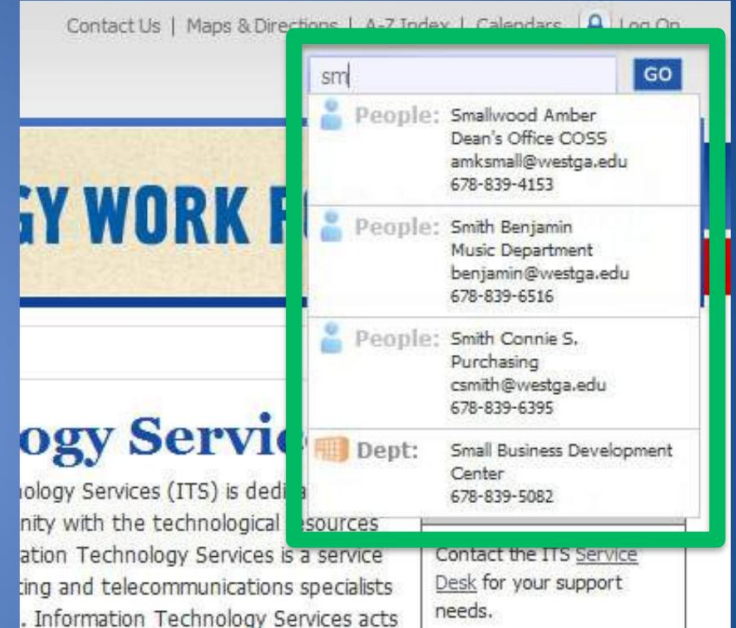 Contact Us | Maps & Directions | A-Z Index | Calendars Log On
sm GO
People: Smallwood Amber
Dean's Office COSS
amksmall@westga.edu
678-839-4153
GY WORK
People: Smith Benjamin
Music Department
benjamin@westga.edu
678-839-6516
People: Smith Connie S.
Purchasing
csmith@westga.edu
678-839-6395
Dept: Small Business Development
Center
678-839-5082
ogy Servic
ology Services (ITS) is dedi
nity with the technological resources
ation Technology Services is a service
ting and telecommunications specialists
. Information Technology Services acts
Contact the ITS Service
Desk for your support
needs.